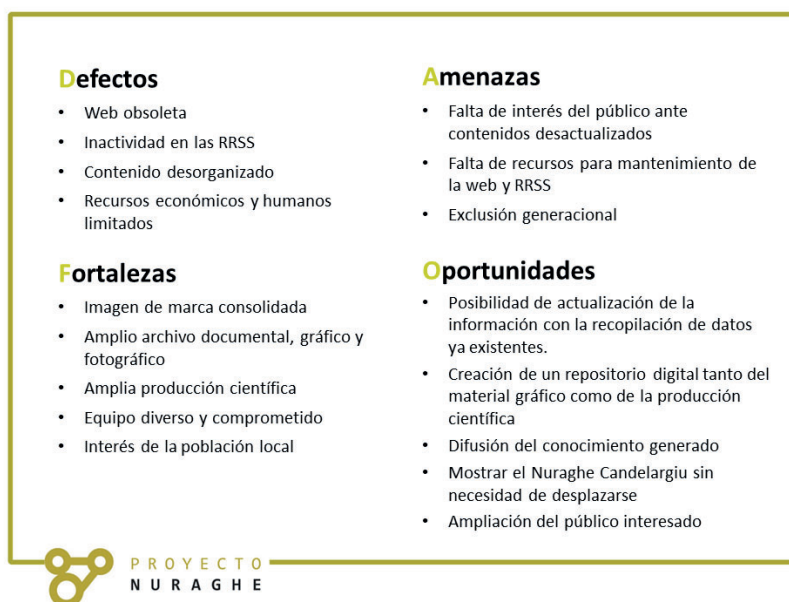 Defectos
• Web obsoleta
• Inactividad en las RRSS
• Contenido desorganizado
• Recursos económicos y humanos
limitados
Fortalezas
• Imagen de marca consolidada
• Amplio archivo documental, gráfico y
fotográfico
• Amplia producción científica
• Equipo diverso y comprometido
• Interés de la población local
Amenazas
• Falta de interés del público ante
contenidos desactualizados
• Falta de recursos para mantenimiento de
la web y RRSS
• Exclusión generacional
Oportunidades
• Posibilidad de actualización de la
información con la recopilación de datos
ya existentes.
• Creación de un repositorio digital tanto del
material gráfico como de la producción
científica
• Difusión del conocimiento generado
• Mostrar el Nuraghe Candelargiu sin
necesidad de desplazarse
• Ampliación del público interesado
PROYECTO
NURAGHE